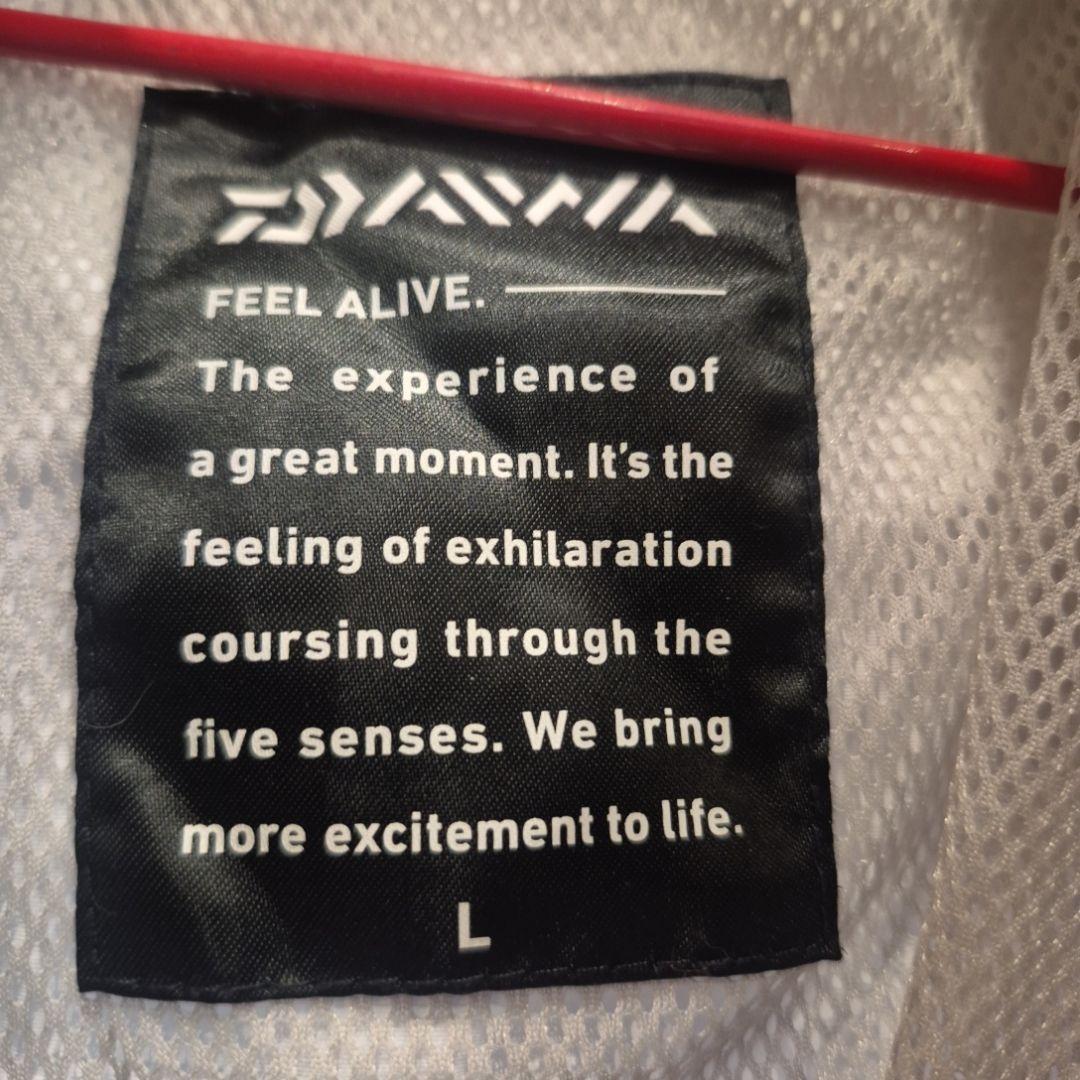 DAIWA
FEEL ALIVE.
The experience of
a great moment. It's the
feeling of exhilaration
coursing through the
five senses. We bring
more excitement to life.
L